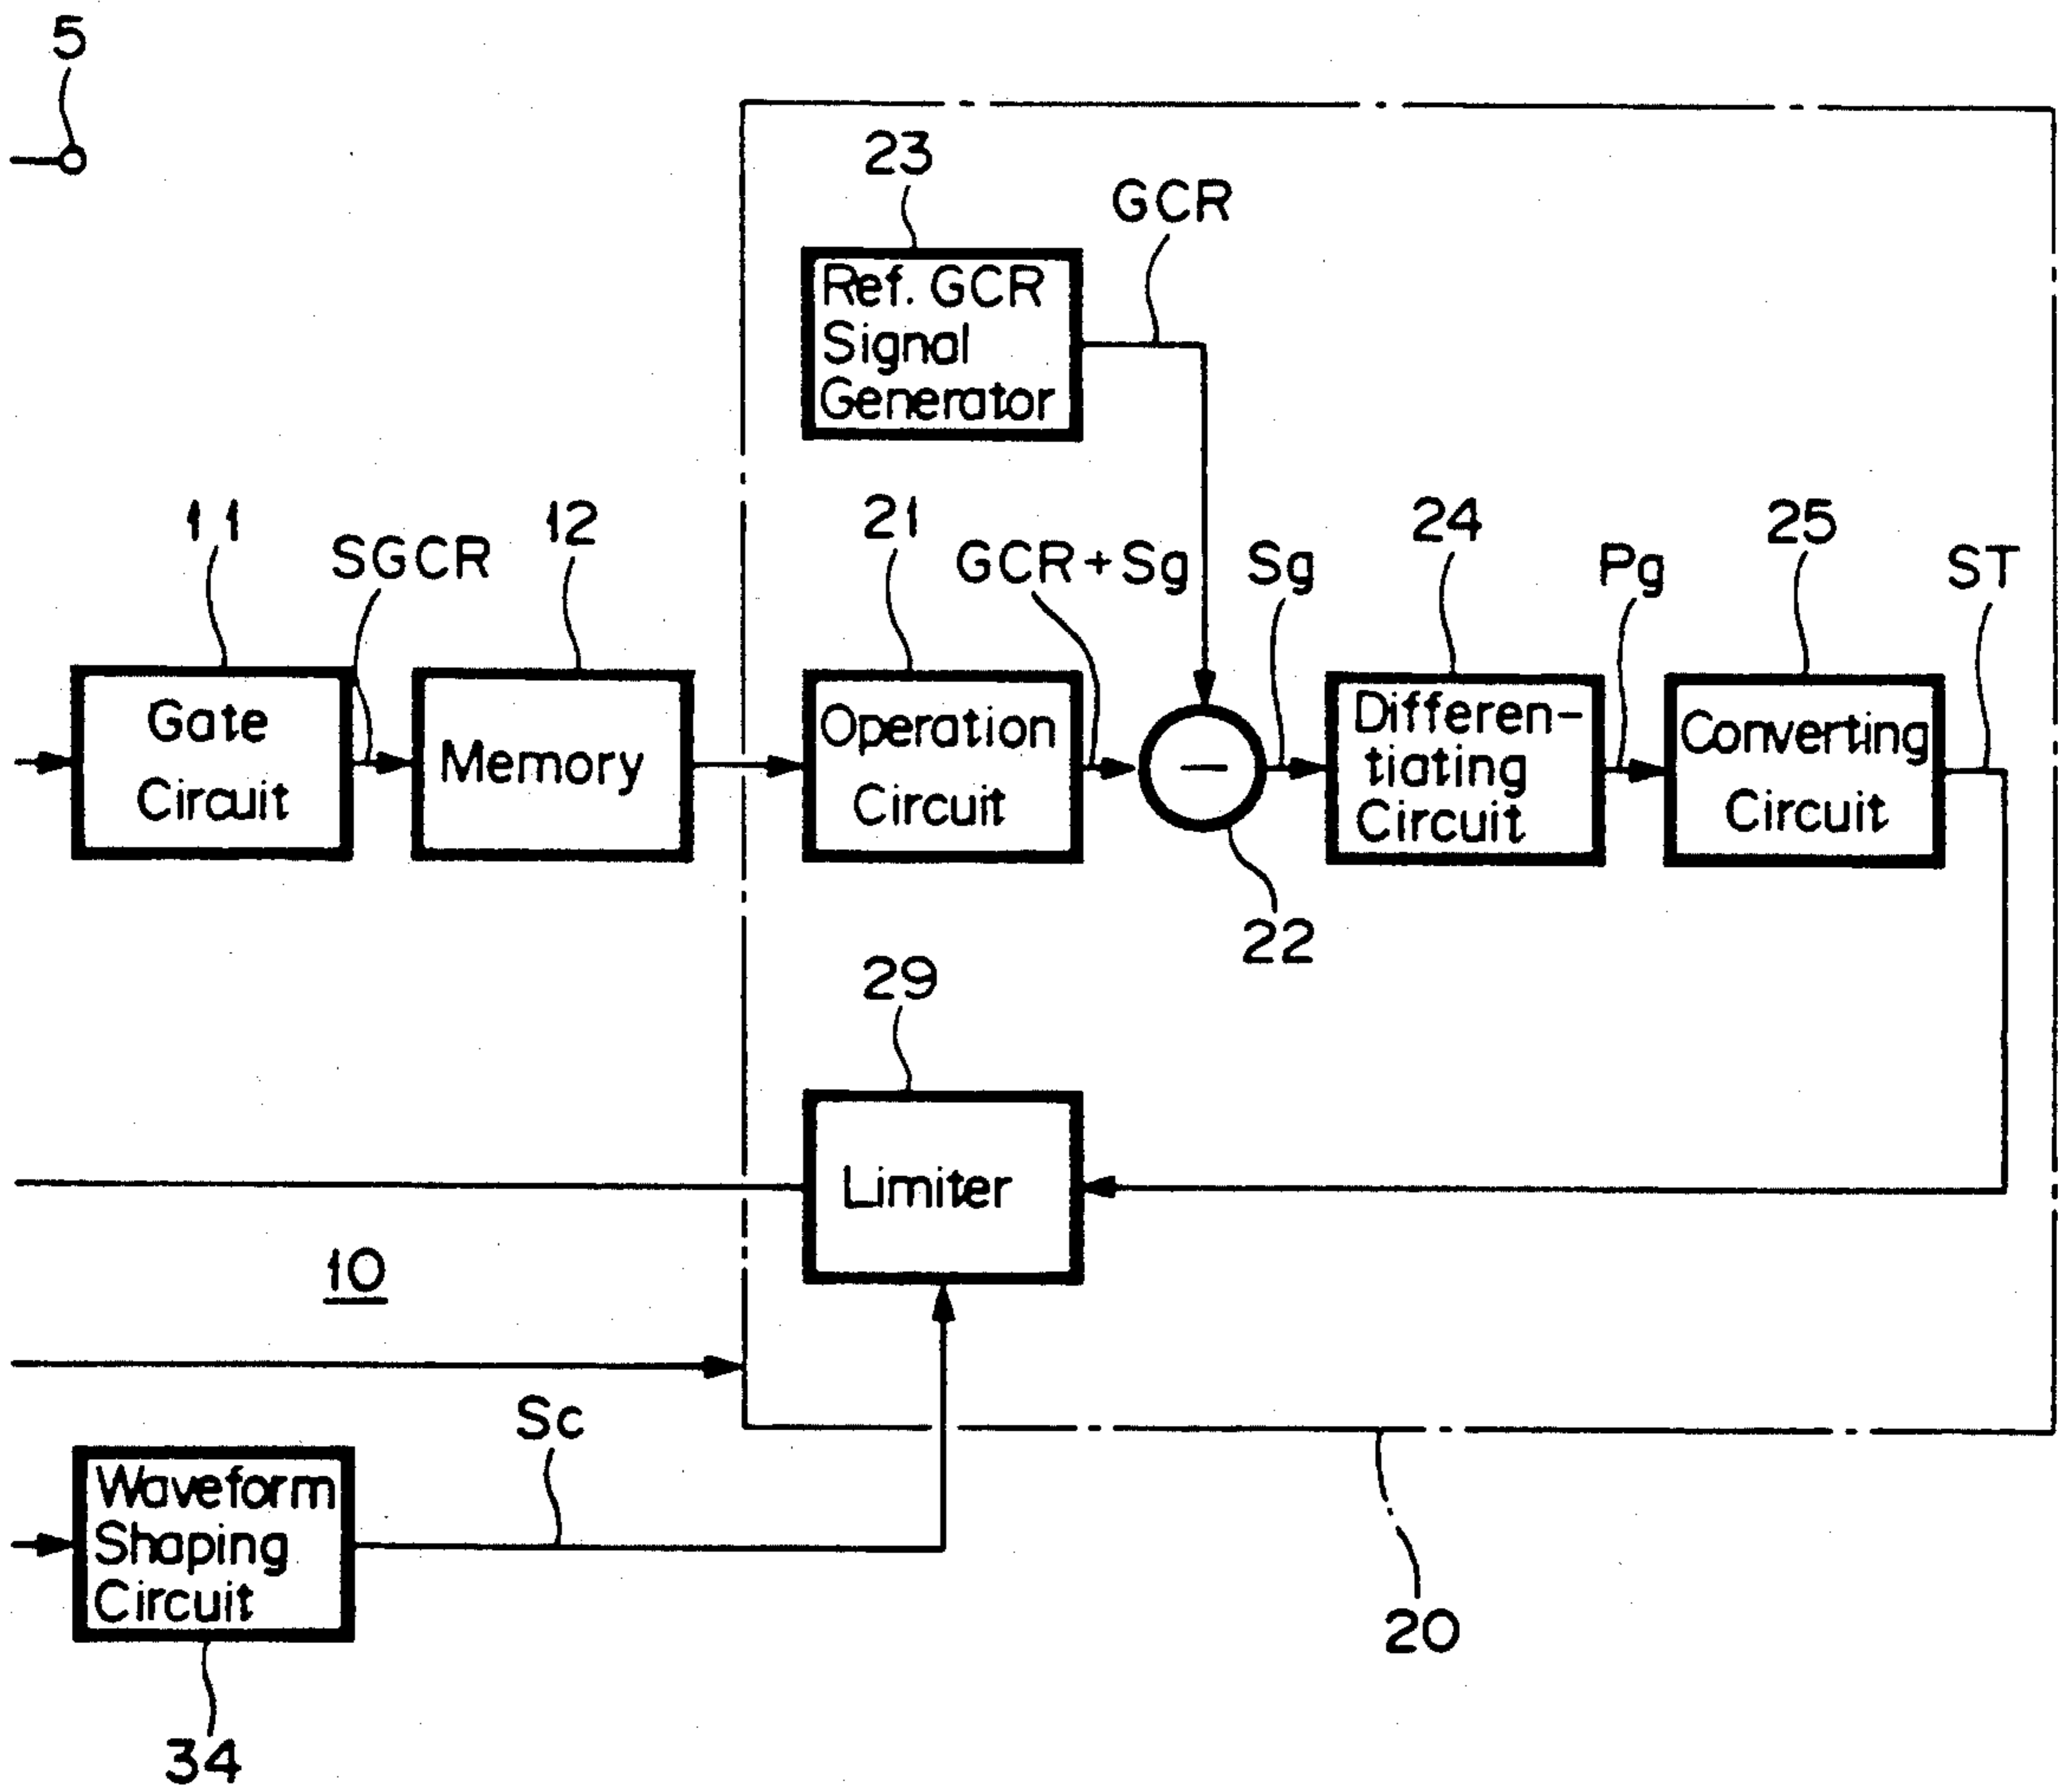 5
23
GCR
Ref. GCR
Signal
Generator
11
SGCR
12
21
GCR+Sg
Sg
24
Pg
25
ST
Gate
Circuit
Memory
Operation
Circuit
−
Differen-
tiating
Circuit
Converting
Circuit
22
29
Limiter
10
Sc
Waveform
Shaping
Circuit
20
34